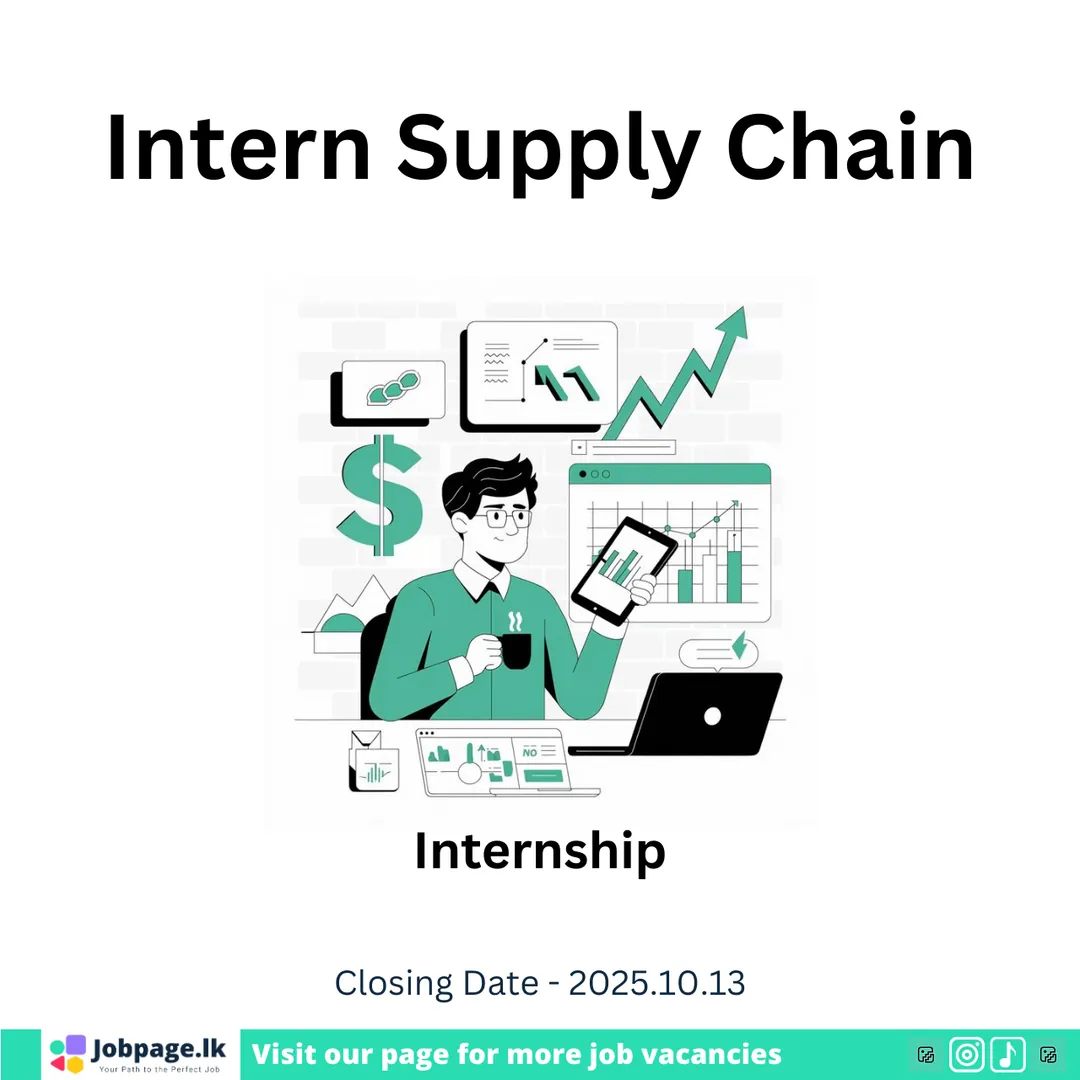 Intern Supply Chain
NO
Internship
Closing Date - 2025.10.13
Jobpage.lk
Your Path to the Perfect Job
Visit our page for more job vacancies